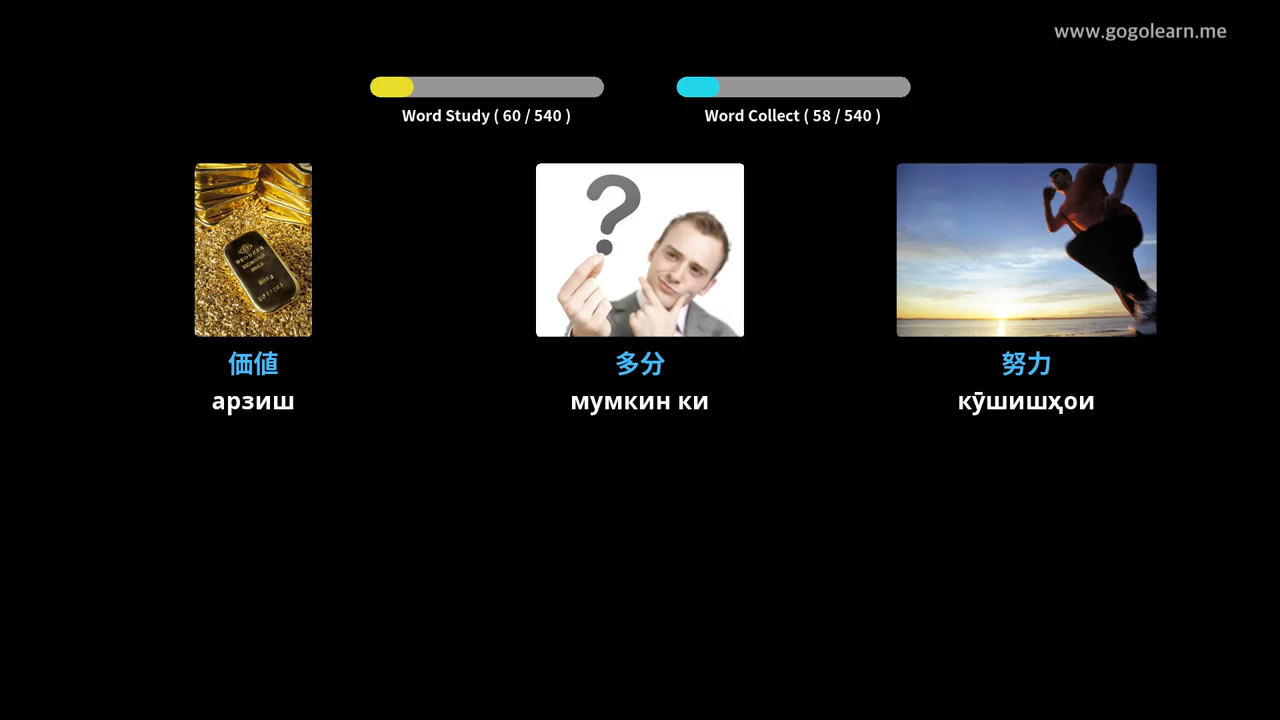 www.gogolearn.me
Word Study ( 60 / 540 )
Word Collect ( 58 / 540 )
価値
多分
努力
арзиш
мумкин ки
кӯшишҳои